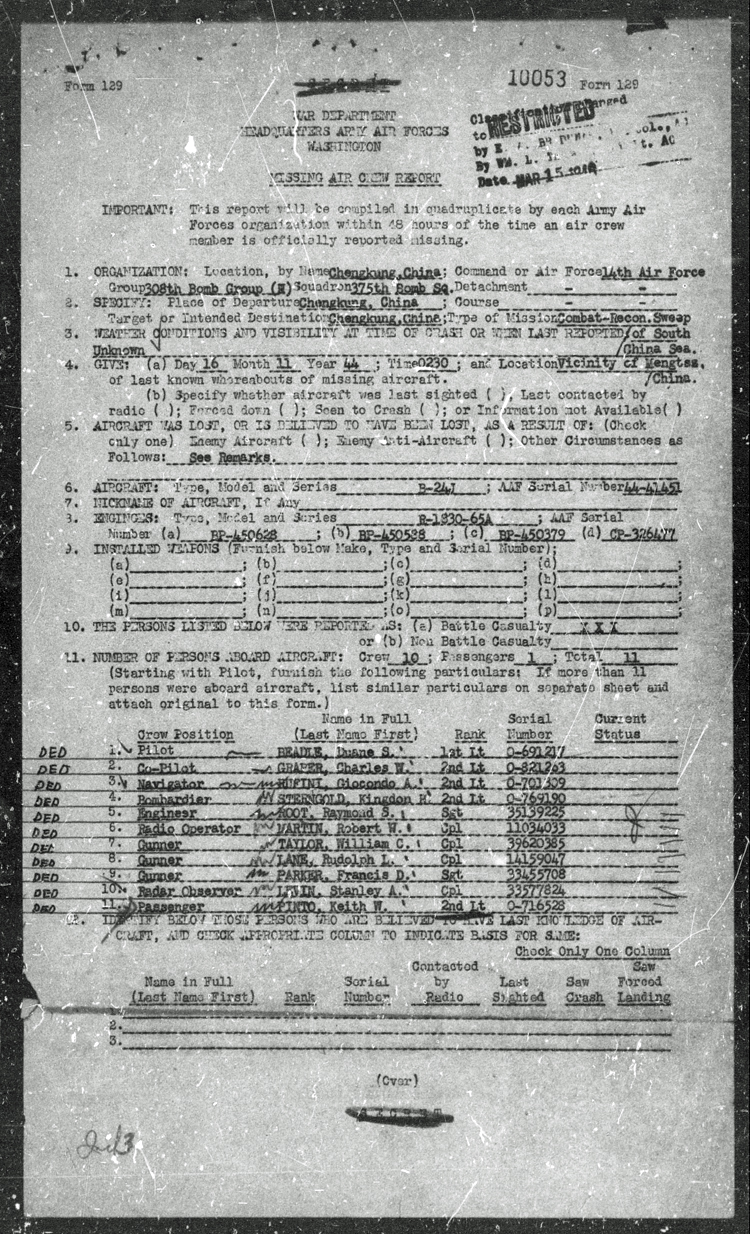 Form 129 SECRET 10053 Form 129
WAR DEPARTMENT
HEADQUARTERS ARMY AIR FORCES
WASHINGTON
Classification Changed
to RESTRICTED
by E.
By Wm. L. t. AC
Date MAR 15
MISSING AIR CREW REPORT
IMPORTANT: This report will be compiled in quadruplicate by each Army Air
Forces organization within 48 hours of the time an air crew
member is officially reported missing.
1. ORGANIZATION: Location, by Name Chengkung, China; Command or Air Force 14th Air Force
Group 308th Bomb Group (H) Squadron 375th Bomb Sq. Detachment - -
2. SPECIFY: Place of Departure Chengkung, China ; Course - -
Target or Intended Destination Chengkung, China; Type of Mission Combat-Recon. Sweep
3. WEATHER CONDITIONS AND VISIBILITY AT TIME OF CRASH OR WHEN LAST REPORTED /of South
Unknown /China Sea.
4. GIVE: (a) Day 16 Month 11 Year 44 ; Time 0230 ; and Location Vicinity of Mengtsz,
of last known whereabouts of missing aircraft. /China.
(b) Specify whether aircraft was last sighted ( ); Last contacted by
radio ( ); Forced down ( ); Seen to Crash ( ); or Information not Available( )
5. AIRCRAFT WAS LOST, OR IS BELIEVED TO HAVE BEEN LOST, AS A RESULT OF: (Check
only one) Enemy Aircraft ( ); Enemy Anti-Aircraft ( ); Other Circumstances as
Follows: See Remarks.
6. AIRCRAFT: Type, Model and Series B-24J ; AAF Serial Number 44-41451
7. NICKNAME OF AIRCRAFT, If Any
8. ENGINES: Type, Model and Series R-1830-65A ; AAF Serial
Number (a) BP-450628 ; (b) BP-450588 ; (c) BP-450379 (d) CP-326477
9. INSTALLED WEAPONS (Furnish below Make, Type and Serial Number);
(a) ; (b) ; (c) ; (d) ;
(e) ; (f) ; (g) ; (h) ;
(i) ; (j) ; (k) ; (l) ;
(m) ; (n) ; (o) ; (p) ;
10. THE PERSONS LISTED BELOW WERE REPORTED AS: (a) Battle Casualty X X X
or (b) Non Battle Casualty
11. NUMBER OF PERSONS ABOARD AIRCRAFT: Crew 10 ; Passengers 1 ; Total 11
(Starting with Pilot, furnish the following particulars: If more than 11
persons were aboard aircraft, list similar particulars on separate sheet and
attach original to this form.)
Name in Full Serial Current
Crew Position (Last Name First) Rank Number Status
DED 1. Pilot BEADLE, Duane S. 1st Lt 0-691217
DED 2. Co-Pilot GRAPER, Charles W. 2nd Lt 0-821263
DED 3. Navigator RUFINI, Giocondo A. 2nd Lt 0-701309
DED 4. Bombardier STERNGOLD, Kingdon R. 2nd Lt 0-769190
DED 5. Engineer ROOT, Raymond S. Sgt 35139225
DED 6. Radio Operator MARTIN, Robert W. Cpl 11034033
DED 7. Gunner TAYLOR, William C. Cpl 39620385
DED 8. Gunner LANE, Rudolph L. Cpl 14159047
DED 9. Gunner PARKER, Francis D. Sgt 33455708
DED 10. Radar Observer Stanley A. Cpl 33577824
DED 11. Passenger PINTO, Keith W. 2nd Lt 0-716528
12. IDENTIFY BELOW THOSE PERSONS WHO ARE BELIEVED TO HAVE LAST KNOWLEDGE OF AIR-
CRAFT, AND CHECK APPROPRIATE COLUMN TO INDICATE BASIS FOR SAME:
Check Only One Column
Contacted Saw
Name in Full Serial by Last Saw Forced
(Last Name First) Rank Number Radio Sighted Crash Landing
1.
2.
3.
(Over)
SECRET